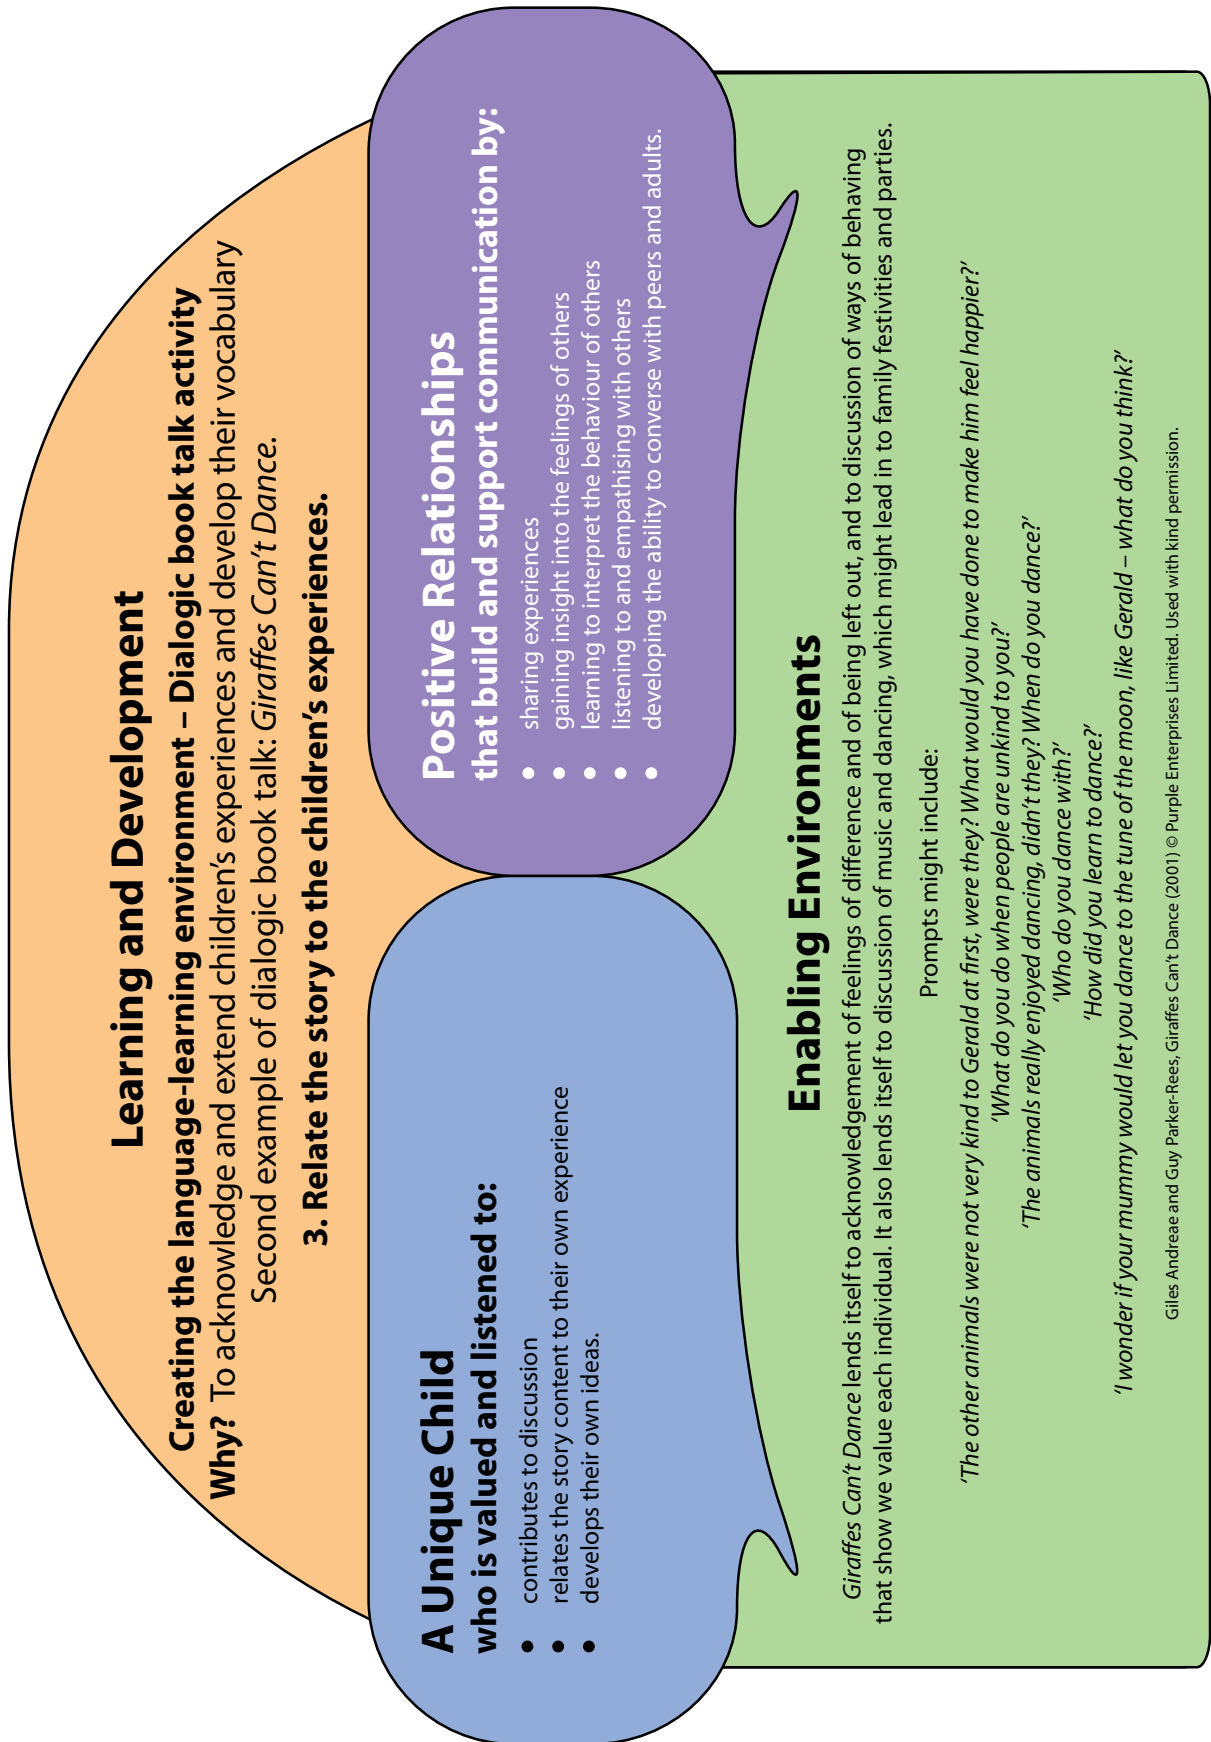 Learning and Development
Creating the language-learning environment – Dialogic book talk activity
Why? To acknowledge and extend children’s experiences and develop their vocabulary
Second example of dialogic book talk: Giraffes Can’t Dance.
3. Relate the story to the children’s experiences.
A Unique Child
who is valued and listened to:
• contributes to discussion
• relates the story content to their own experience
• develops their own ideas.
Positive Relationships
that build and support communication by:
• sharing experiences
• gaining insight into the feelings of others
• learning to interpret the behaviour of others
• listening to and empathising with others
• developing the ability to converse with peers and adults.
Enabling Environments
Giraffes Can’t Dance lends itself to acknowledgement of feelings of difference and of being left out, and to discussion of ways of behaving
that show we value each individual. It also lends itself to discussion of music and dancing, which might lead in to family festivities and parties.
Prompts might include:
‘The other animals were not very kind to Gerald at first, were they? What would you have done to make him feel happier?’
‘What do you do when people are unkind to you?’
‘The animals really enjoyed dancing, didn’t they? When do you dance?’
‘Who do you dance with?’
‘How did you learn to dance?’
‘I wonder if your mummy would let you dance to the tune of the moon, like Gerald – what do you think?’
Giles Andreae and Guy Parker-Rees, Giraffes Can’t Dance (2001) © Purple Enterprises Limited. Used with kind permission.